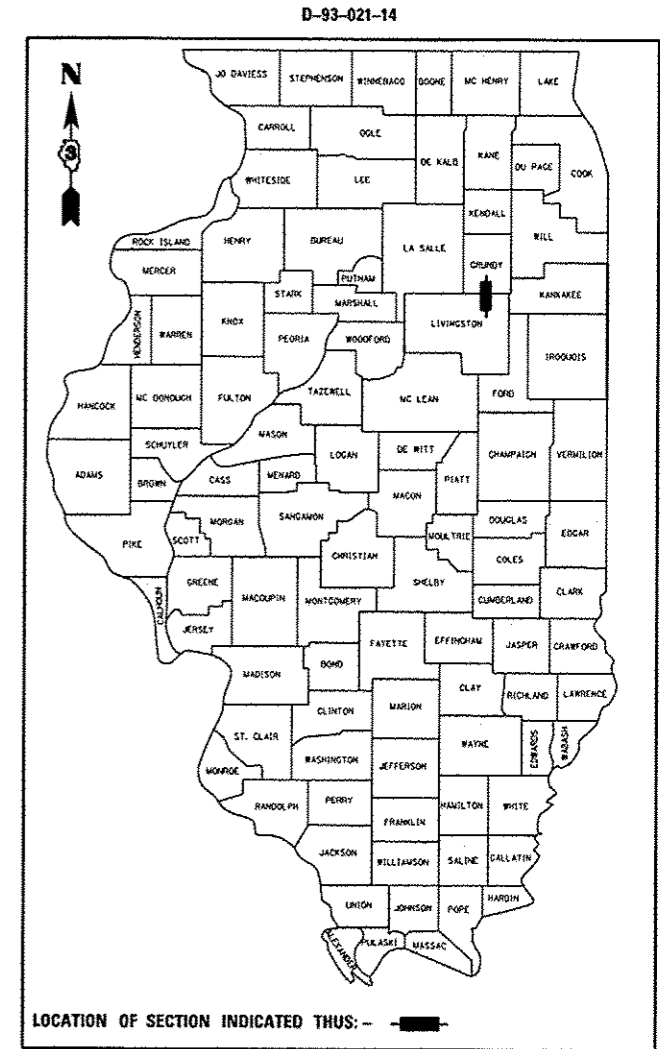 D-93-021-14
N
3
JO DAVIESS STEPHENSON WINNEBAGO BOONE MC HENRY LAKE
CARROLL OGLE DE KALB KANE DU PAGE COOK
WHITESIDE LEE KENDALL WILL
ROCK ISLAND HENRY BUREAU LA SALLE GRUNDY
MERCER PUTNAM KANKAKEE
STARK MARSHALL
HENDERSON WARREN KNOX PEORIA WOODFORD LIVINGSTON IROQUOIS
HANCOCK MC DONOUGH FULTON TAZEWELL MC LEAN FORD
MASON
SCHUYLER LOGAN DE WITT CHAMPAIGN VERMILION
ADAMS BROWN CASS MENARD PIATT
MACON
PIKE SCOTT MORGAN SANGAMON MOULTRIE DOUGLAS EDGAR
CHRISTIAN COLES
GREENE SHELBY
CALHOUN MACOUPIN MONTGOMERY CUMBERLAND CLARK
JERSEY
FAYETTE EFFINGHAM JASPER CRAWFORD
MADISON BOND
CLAY RICHLAND LAWRENCE
CLINTON MARION
ST. CLAIR WAYNE EDWARDS WABASH
MONROE WASHINGTON JEFFERSON
RANDOLPH PERRY HAMILTON WHITE
FRANKLIN
JACKSON WILLIAMSON SALINE GALLATIN
UNION JOHNSON POPE HARDIN
ALEXANDER PULASKI MASSAC
LOCATION OF SECTION INDICATED THUS: -